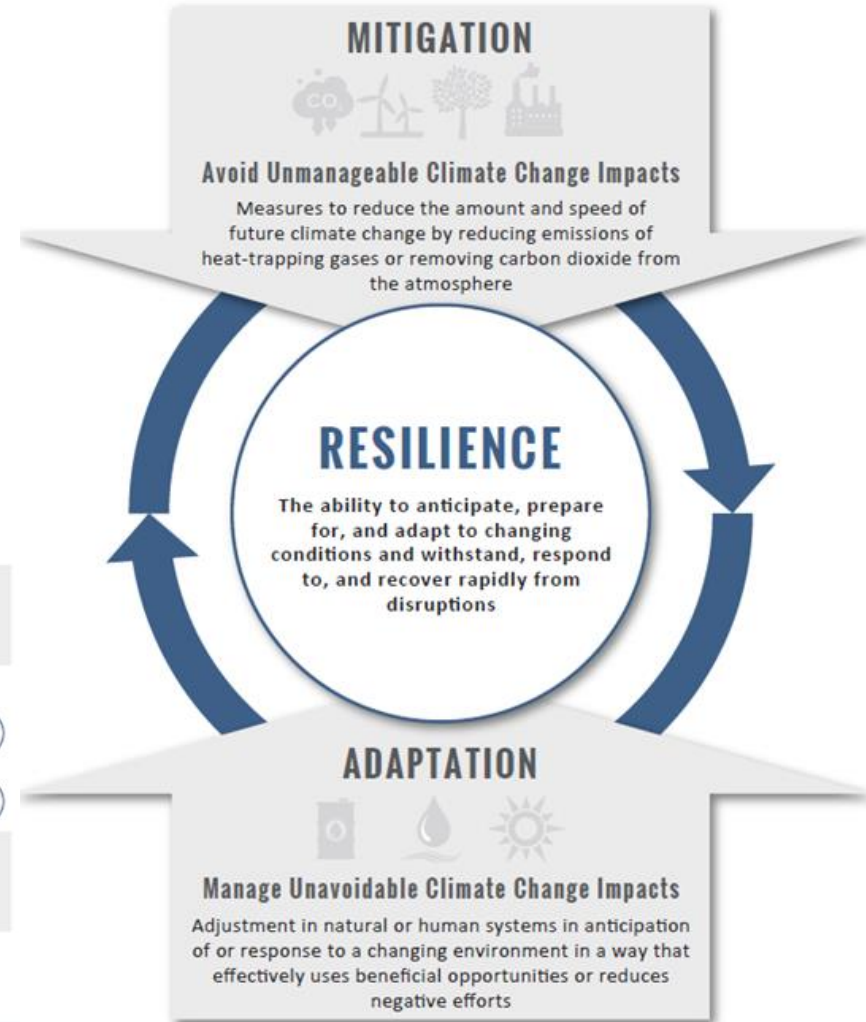 MITIGATION
CO₂
Avoid Unmanageable Climate Change Impacts
Measures to reduce the amount and speed of
future climate change by reducing emissions of
heat-trapping gases or removing carbon dioxide from
the atmosphere
RESILIENCE
The ability to anticipate, prepare
for, and adapt to changing
conditions and withstand, respond
to, and recover rapidly from
disruptions
ADAPTATION
Manage Unavoidable Climate Change Impacts
Adjustment in natural or human systems in anticipation
of or response to a changing environment in a way that
effectively uses beneficial opportunities or reduces
negative efforts